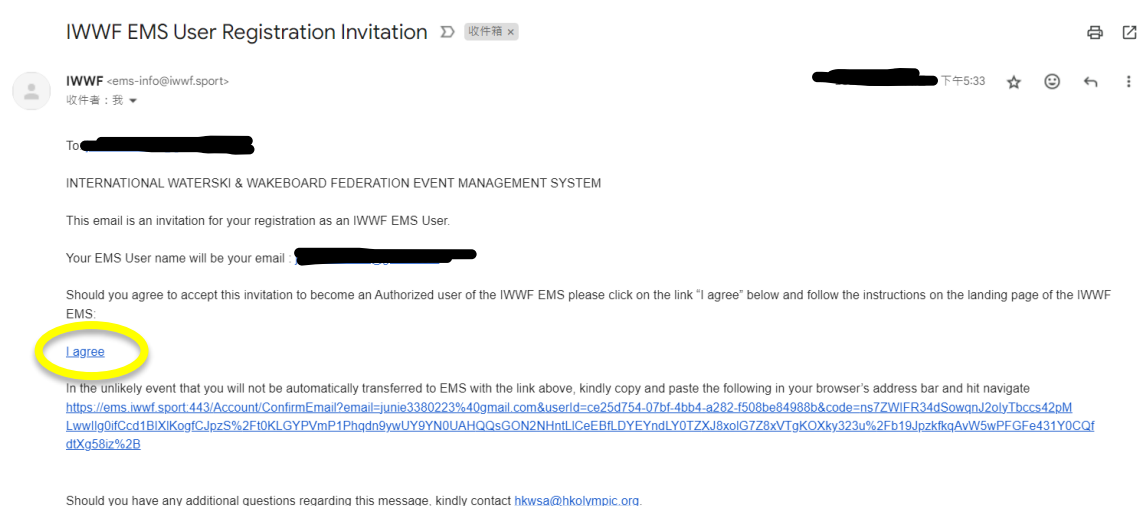 IWWF EMS User Registration Invitation 收件箱 ×
IWWF <ems-info@iwwf.sport> 下午5:33
收件者：我
To
INTERNATIONAL WATERSKI & WAKEBOARD FEDERATION EVENT MANAGEMENT SYSTEM
This email is an invitation for your registration as an IWWF EMS User.
Your EMS User name will be your email :
Should you agree to accept this invitation to become an Authorized user of the IWWF EMS please click on the link “I agree” below and follow the instructions on the landing page of the IWWF
EMS:
I agree
In the unlikely event that you will not be automatically transferred to EMS with the link above, kindly copy and paste the following in your browser’s address bar and hit navigate
https://ems.iwwf.sport:443/Account/ConfirmEmail?email=junie3380223%40gmail.com&userId=ce25d754-07bf-4bb4-a282-f508be84988b&code=ns7ZWIFR34dSowqnJ2oIyTbccs42pM
LwwIlg0ifCcd1BIXIKogfCJpzS%2Ft0KLGYPVmP1Phqdn9ywUY9YN0UAHQQsGON2NHntLlCeEBfLDYEYndLY0TZXJ8xolG7Z8xVTgKOXky323u%2Fb19JpzkfkqAvW5wPFGFe431Y0CQf
dtXg58iz%2B
Should you have any additional questions regarding this message, kindly contact hkwsa@hkolympic.org.